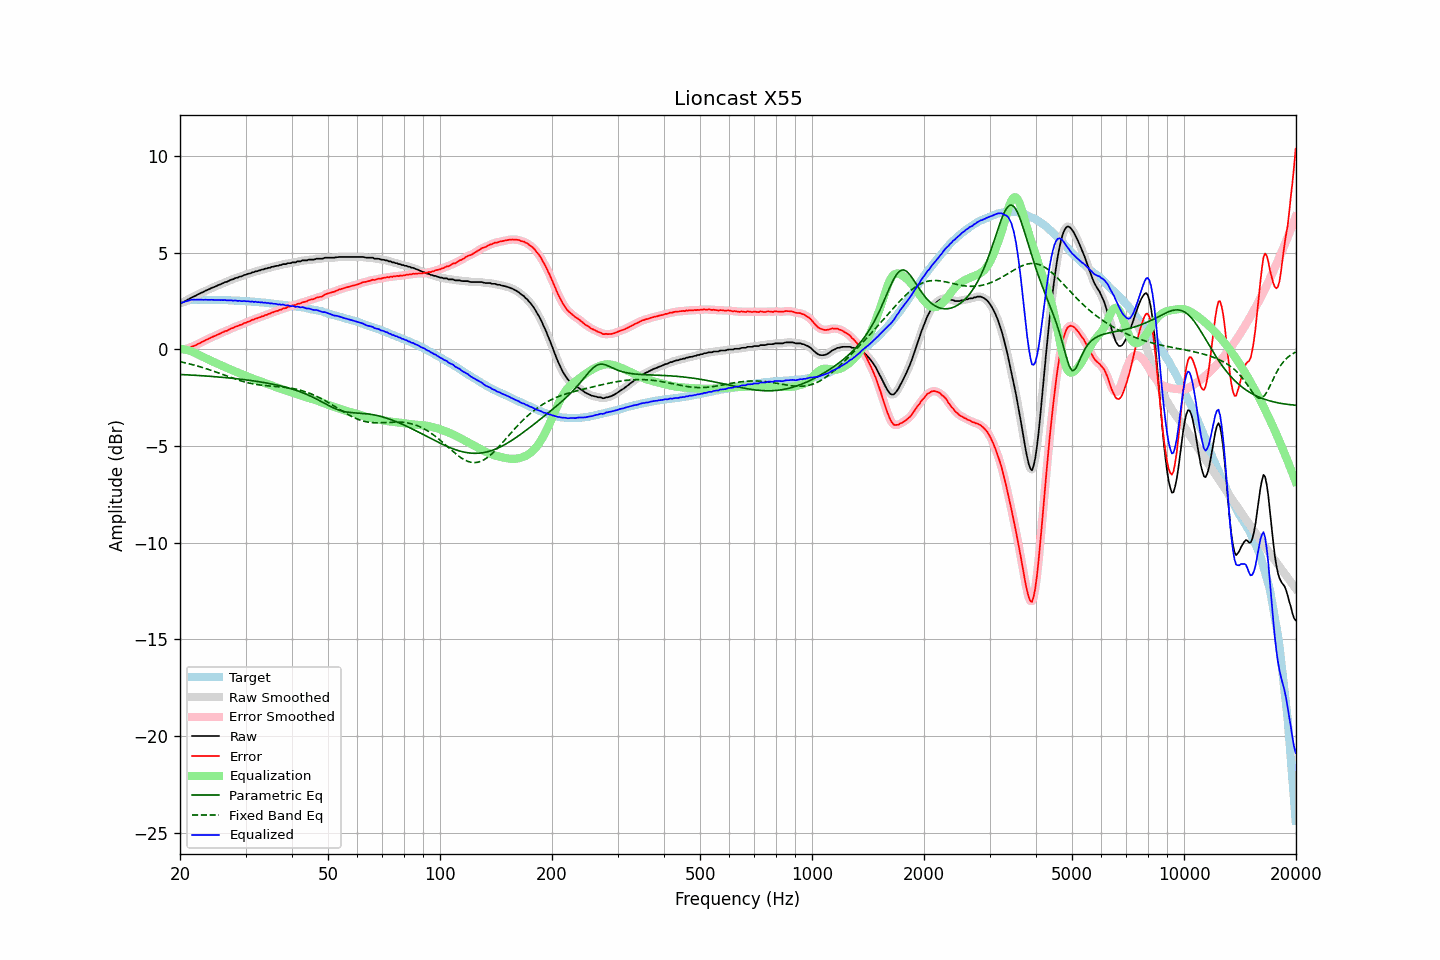 Lioncast X55
Amplitude (dBr)
10
5
0
−5
−10
−15
−20
−25
Target
Raw Smoothed
Error Smoothed
Raw
Error
Equalization
Parametric Eq
Fixed Band Eq
Equalized
20
50
100
200
500
1000
2000
5000
10000
20000
Frequency (Hz)